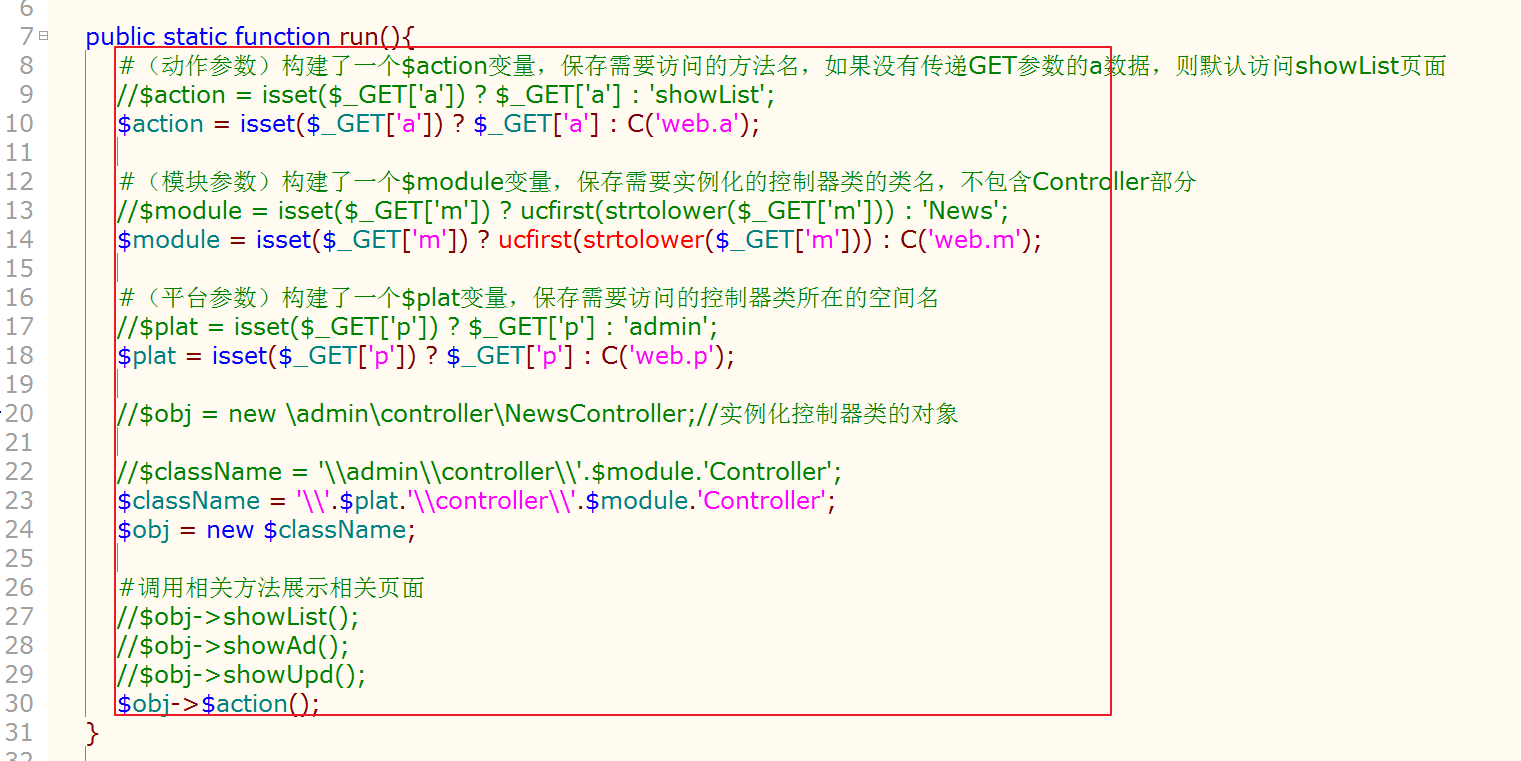 6
7 public static function run(){
8 #（动作参数）构建了一个$action变量，保存需要访问的方法名，如果没有传递GET参数的a数据，则默认访问showList页面
9 //$action = isset($_GET['a']) ? $_GET['a'] : 'showList';
10 $action = isset($_GET['a']) ? $_GET['a'] : C('web.a');
11
12 #（模块参数）构建了一个$module变量，保存需要实例化的控制器类的类名，不包含Controller部分
13 //$module = isset($_GET['m']) ? ucfirst(strtolower($_GET['m'])) : 'News';
14 $module = isset($_GET['m']) ? ucfirst(strtolower($_GET['m'])) : C('web.m');
15
16 #（平台参数）构建了一个$plat变量，保存需要访问的控制器类所在的空间名
17 //$plat = isset($_GET['p']) ? $_GET['p'] : 'admin';
18 $plat = isset($_GET['p']) ? $_GET['p'] : C('web.p');
19
20 //$obj = new \admin\controller\NewsController;//实例化控制器类的对象
21
22 //$className = '\\admin\\controller\\'.$module.'Controller';
23 $className = '\\'.$plat.'\\controller\\'.$module.'Controller';
24 $obj = new $className;
25
26 #调用相关方法展示相关页面
27 //$obj->showList();
28 //$obj->showAd();
29 //$obj->showUpd();
30 $obj->$action();
31 }
32